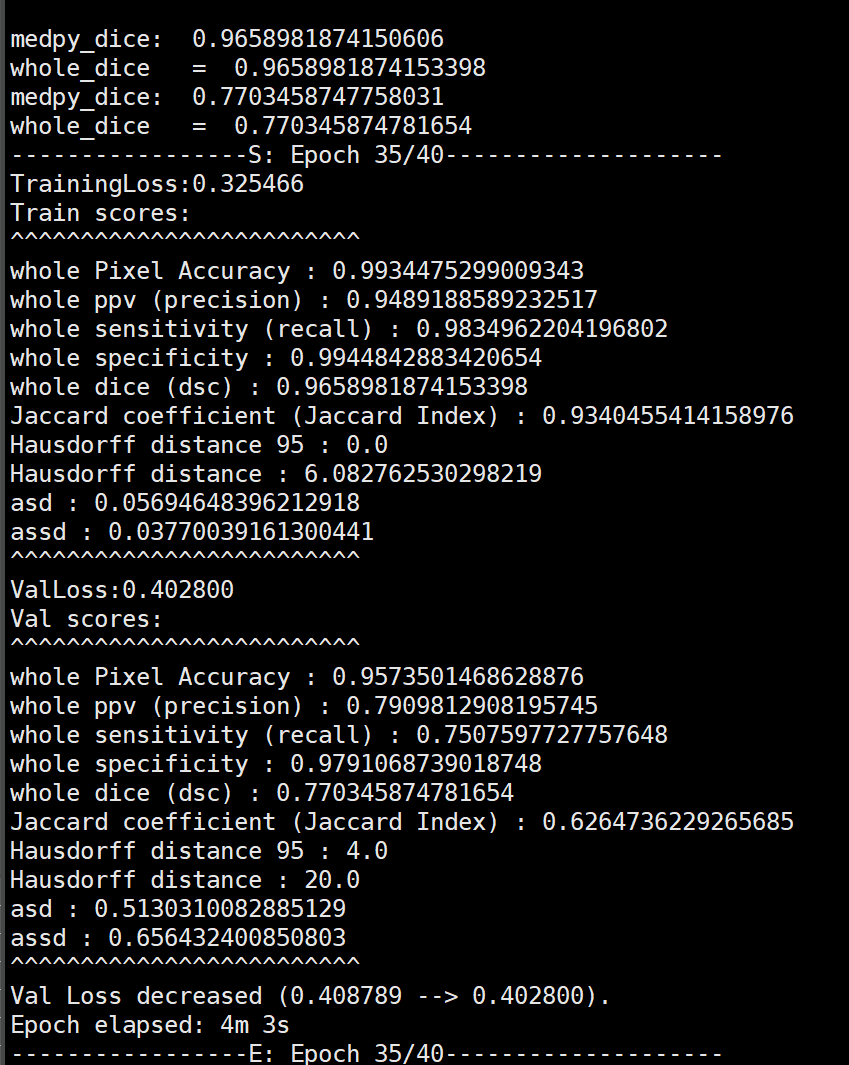 medpy_dice:  0.9658981874150606
whole_dice   =  0.9658981874153398
medpy_dice:  0.7703458747758031
whole_dice   =  0.770345874781654
-----------------S: Epoch 35/40--------------------
TrainingLoss:0.325466
Train scores:
^^^^^^^^^^^^^^^^^^^^^^^^^
whole Pixel Accuracy : 0.9934475299009343
whole ppv (precision) : 0.9489188589232517
whole sensitivity (recall) : 0.9834962204196802
whole specificity : 0.9944842883420654
whole dice (dsc) : 0.9658981874153398
Jaccard coefficient (Jaccard Index) : 0.9340455414158976
Hausdorff distance 95 : 0.0
Hausdorff distance : 6.082762530298219
asd : 0.05694648396212918
assd : 0.03770039161300441
^^^^^^^^^^^^^^^^^^^^^^^^^
ValLoss:0.402800
Val scores:
^^^^^^^^^^^^^^^^^^^^^^^^^
whole Pixel Accuracy : 0.9573501468628876
whole ppv (precision) : 0.7909812908195745
whole sensitivity (recall) : 0.7507597727757648
whole specificity : 0.9791068739018748
whole dice (dsc) : 0.770345874781654
Jaccard coefficient (Jaccard Index) : 0.6264736229265685
Hausdorff distance 95 : 4.0
Hausdorff distance : 20.0
asd : 0.5130310082885129
assd : 0.656432400850803
^^^^^^^^^^^^^^^^^^^^^^^^^
Val Loss decreased (0.408789 --> 0.402800).
Epoch elapsed: 4m 3s
-----------------E: Epoch 35/40--------------------